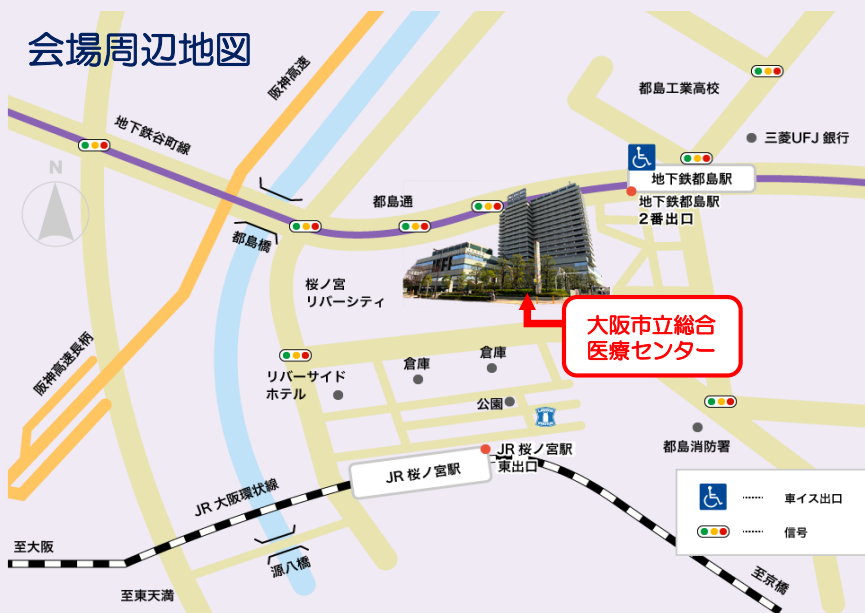 会場周辺地図
阪神高速
地下鉄谷町線
都島工業高校
三菱UFJ 銀行
地下鉄都島駅
地下鉄都島駅
2番出口
都島通
都島橋
N
桜ノ宮
リバーシティ
大阪市立総合
医療センター
阪神高速長柄
リバーサイド
ホテル
倉庫
倉庫
公園
都島消防署
JR 桜ノ宮駅
東出口
JR 桜ノ宮駅
JR 大阪環状線
車イス出口
信号
至大阪
源八橋
至京橋
至東天満